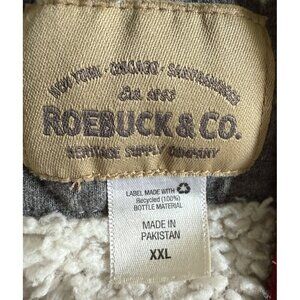 NEW YORK · CHICAGO · SAN FRANCISCO
Est. 1893
ROEBUCK & CO.
HERITAGE SUPPLY COMPANY
LABEL MADE WITH
Recycled (100%)
BOTTLE MATERIAL
MADE IN
PAKISTAN
XXL